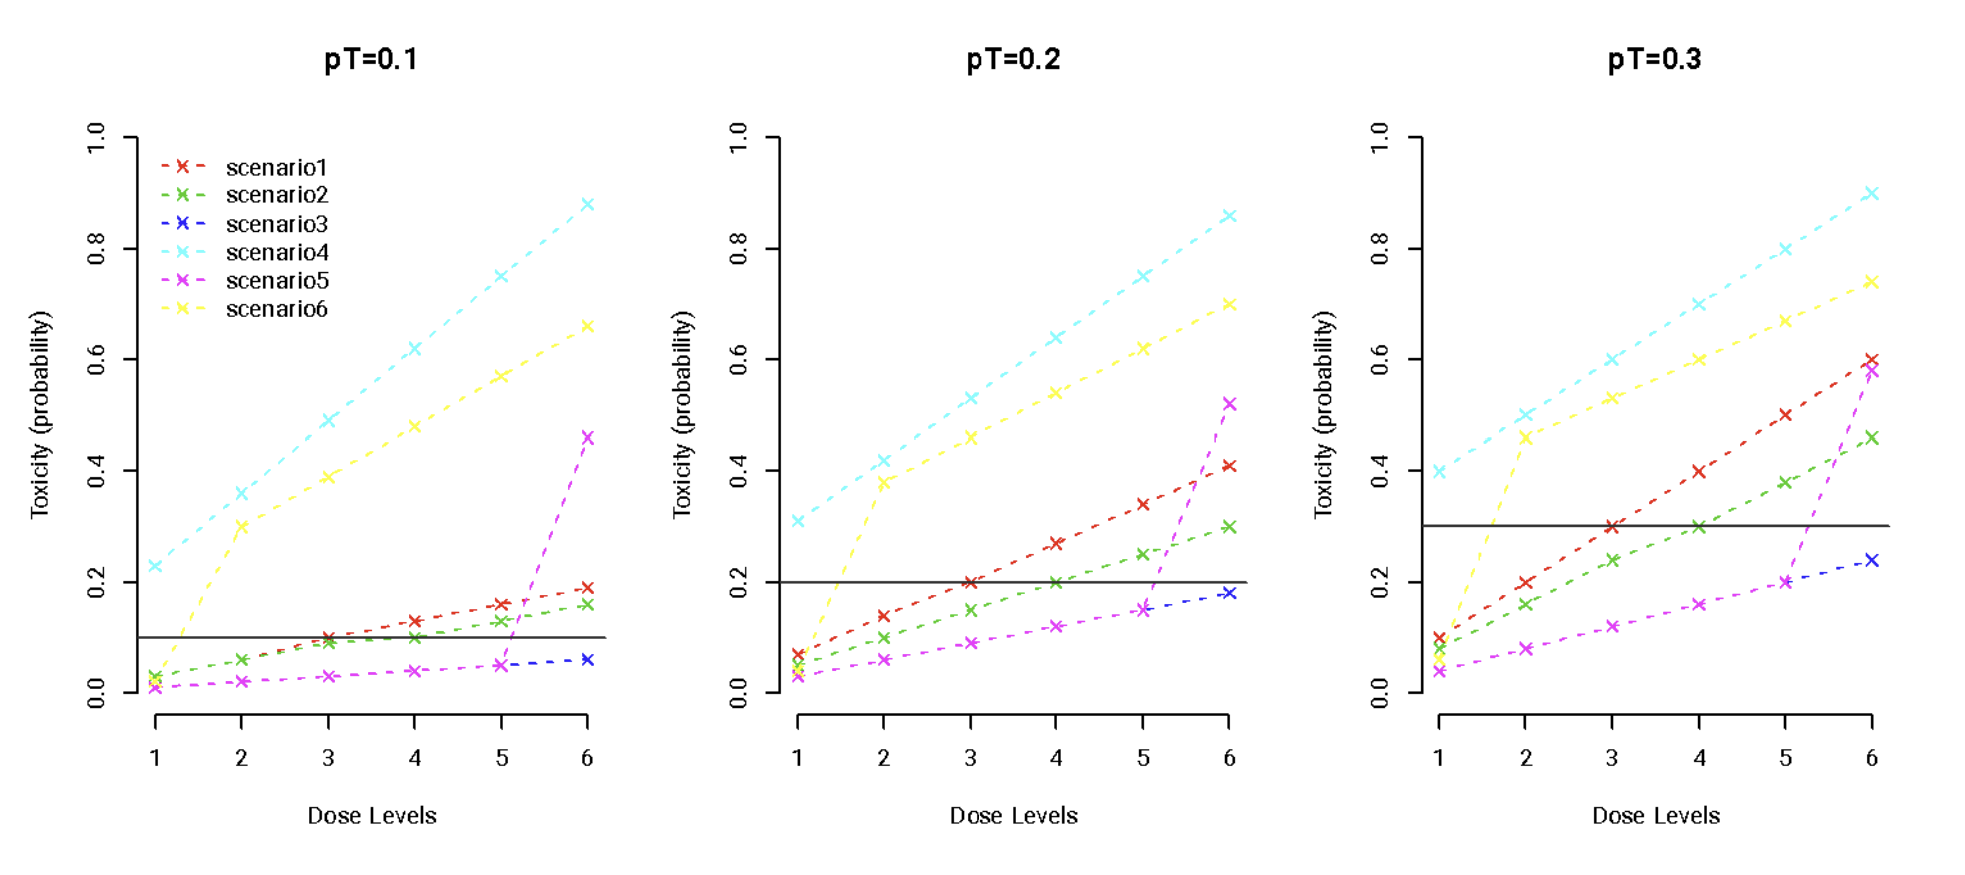 pT=0.1
1.0
0.8
0.6
0.4
0.2
0.0
Toxicity (probability)
scenario1
scenario2
scenario3
scenario4
scenario5
scenario6
1 2 3 4 5 6
Dose Levels
pT=0.2
1.0
0.8
0.6
0.4
0.2
0.0
Toxicity (probability)
1 2 3 4 5 6
Dose Levels
pT=0.3
1.0
0.8
0.6
0.4
0.2
0.0
Toxicity (probability)
1 2 3 4 5 6
Dose Levels